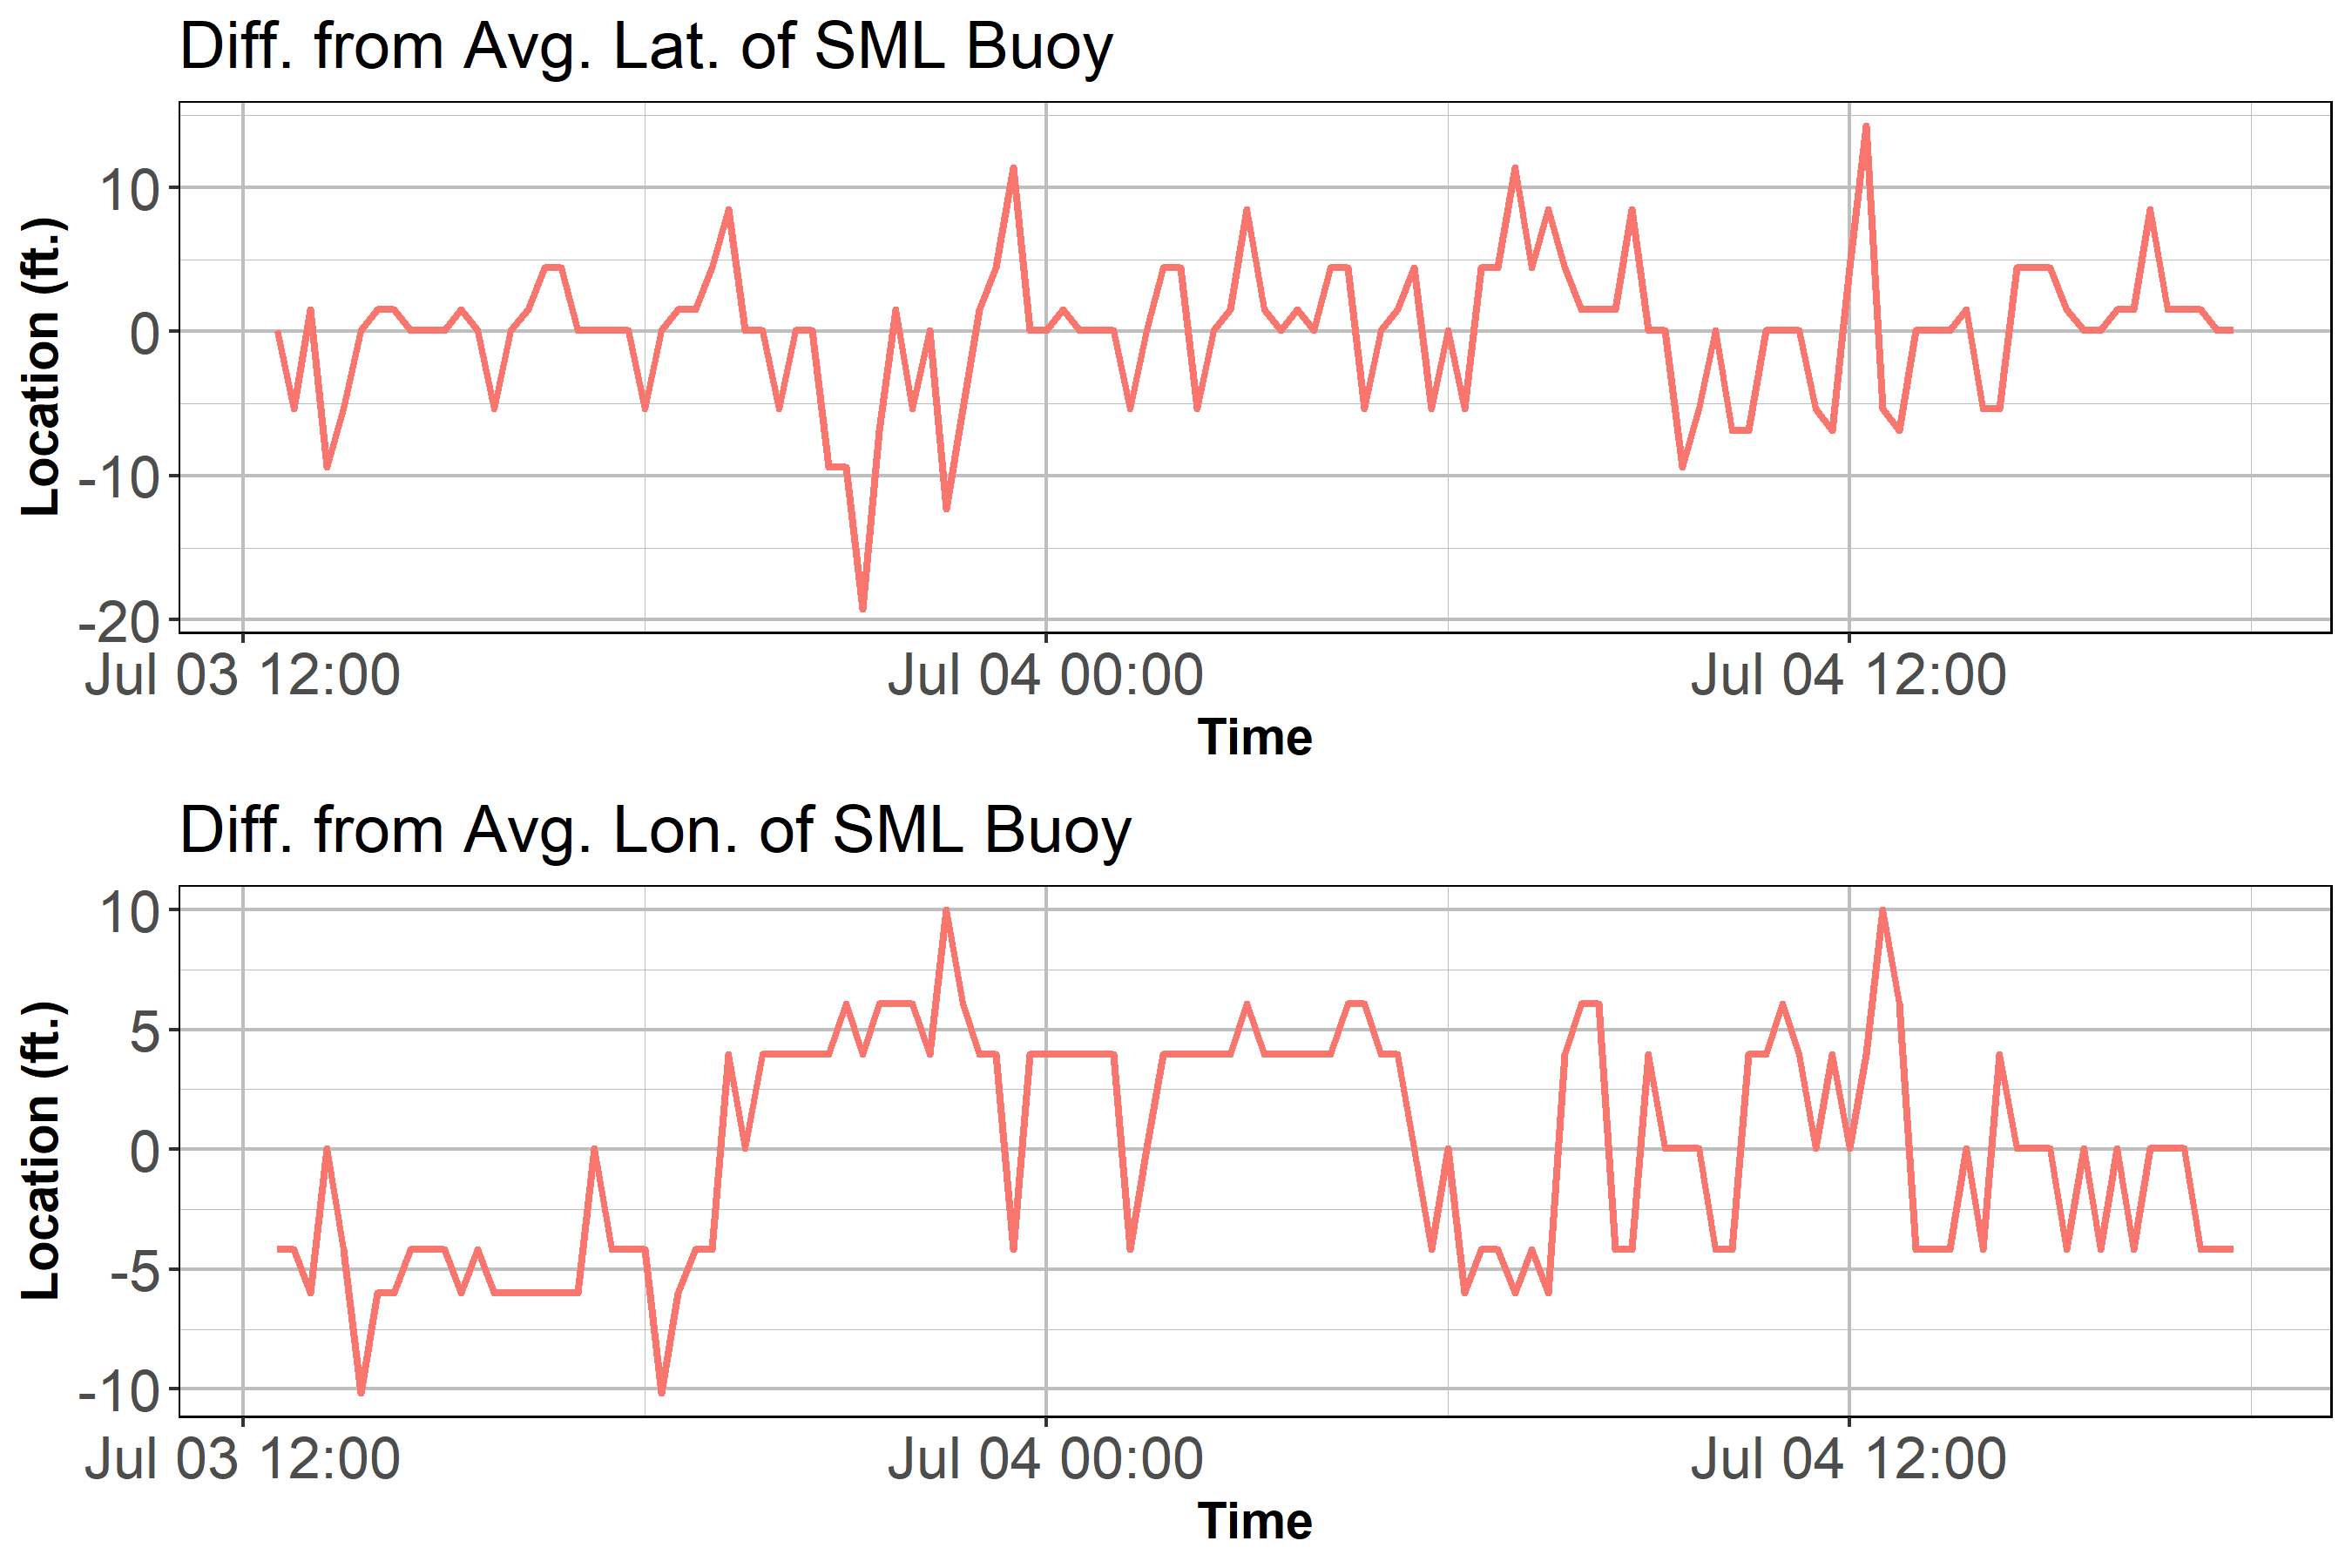 Diff. from Avg. Lat. of SML Buoy
Location (ft.)
10
0
-10
-20
Jul 03 12:00 Jul 04 00:00 Jul 04 12:00
Time
Diff. from Avg. Lon. of SML Buoy
Location (ft.)
10
5
0
-5
-10
Jul 03 12:00 Jul 04 00:00 Jul 04 12:00
Time